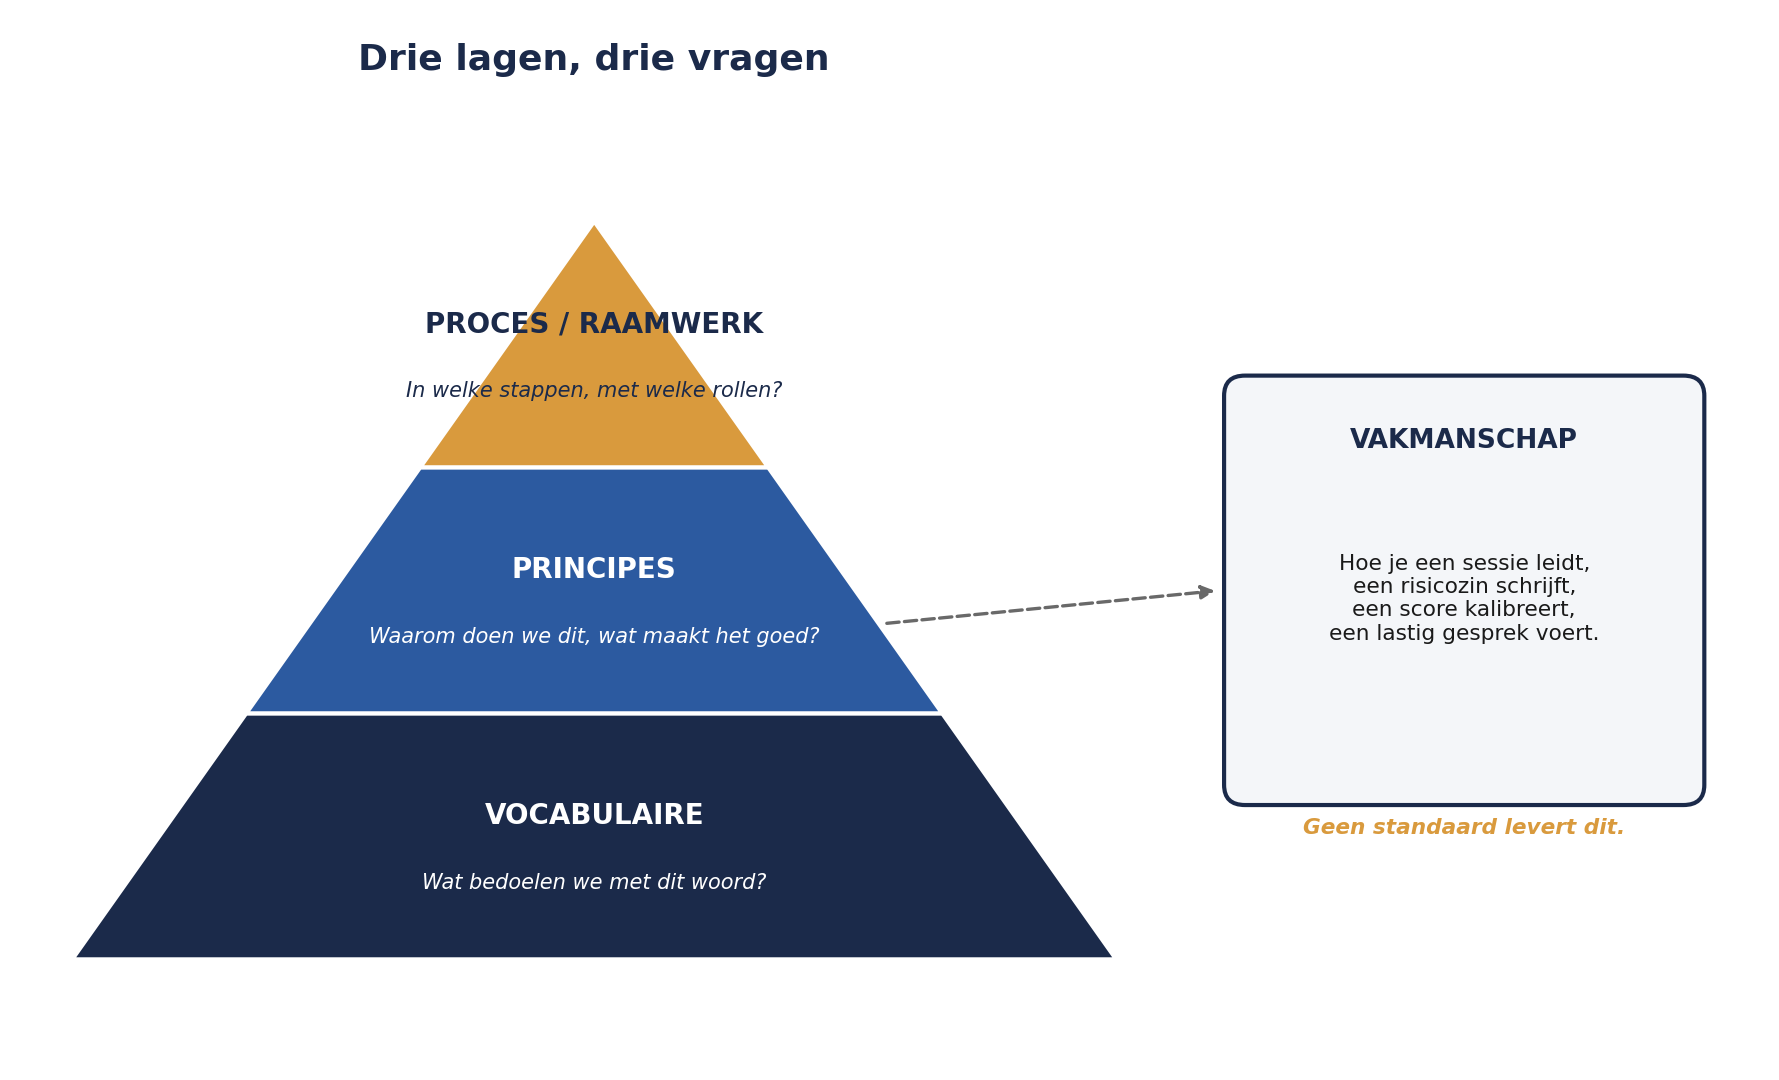 Drie lagen, drie vragen
PROCES / RAAMWERK
In welke stappen, met welke rollen?
PRINCIPES
Waarom doen we dit, wat maakt het goed?
VOCABULAIRE
Wat bedoelen we met dit woord?
VAKMANSCHAP
Hoe je een sessie leidt,
een risicozin schrijft,
een score kalibreert,
een lastig gesprek voert.
Geen standaard levert dit.